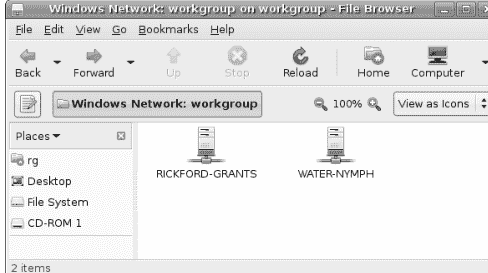 Windows Network: workgroup on workgroup - File Browser
File Edit View Go Bookmarks Help
Back Forward Up Stop Reload Home Computer
Windows Network: workgroup 100% View as Icons
Places
rg
Desktop
File System
CD-ROM 1
RICKFORD-GRANTS WATER-NYMPH
2 items